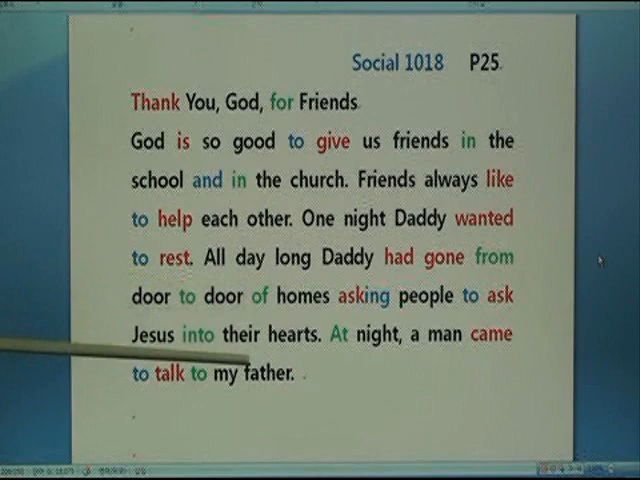 Social 1018 P25
Thank You, God, for Friends
God is so good to give us friends in the
school and in the church. Friends always like
to help each other. One night Daddy wanted
to rest. All day long Daddy had gone from
door to door of homes asking people to ask
Jesus into their hearts. At night, a man came
to talk to my father.